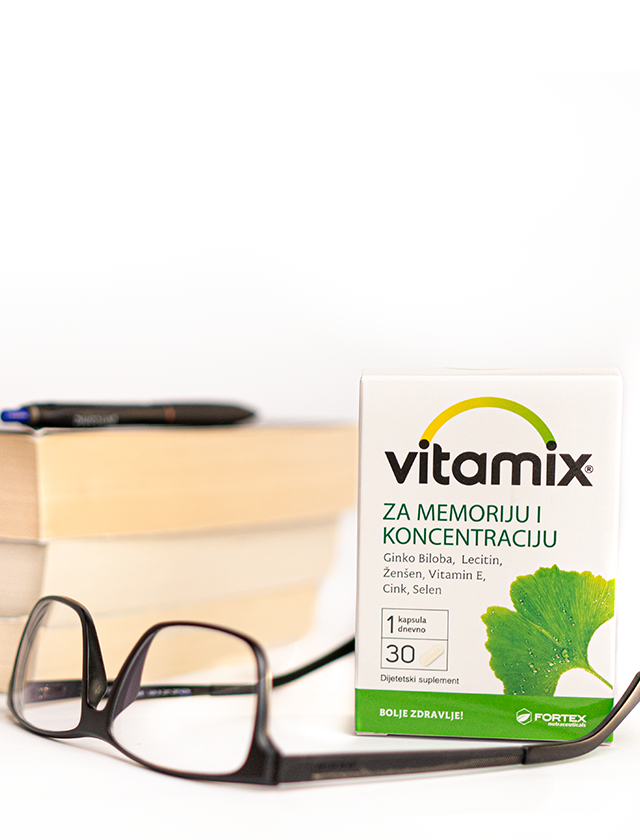 vitamix®
ZA MEMORIJU I
KONCENTRACIJU
Ginko Biloba, Lecitin,
Ženšen, Vitamin E,
Cink, Selen
1 kapsula
dnevno
30
Dijetetski suplement
BOLJE ZDRAVLJE!
FORTEX
nutraceuticals